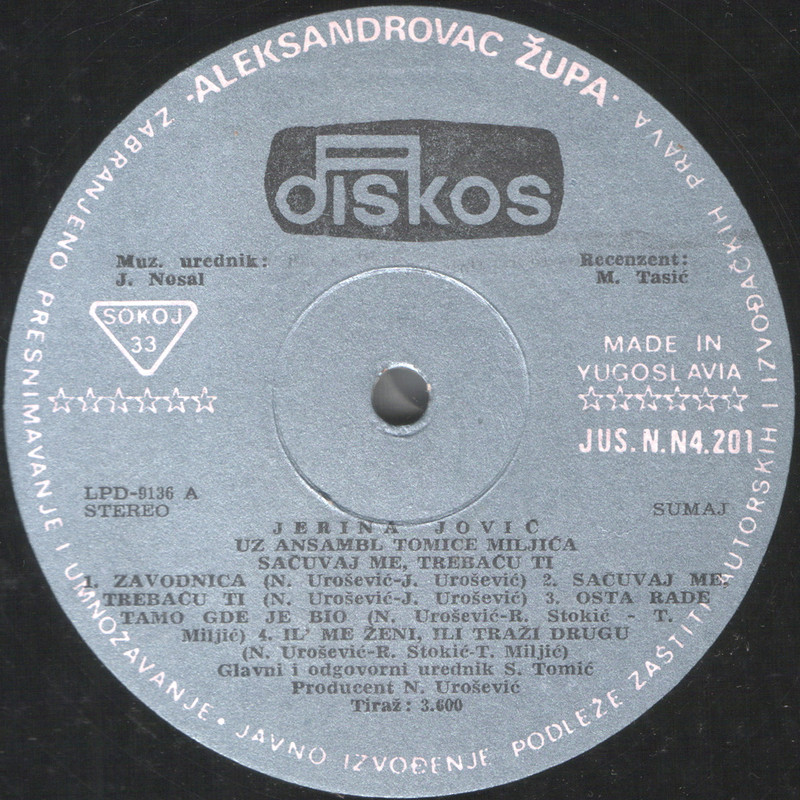 ·ALEKSANDROVAC ŽUPA·
ZABRANJENO PRESNIMAVANJE I UMNOŽAVANJE • JAVNO IZVOĐENJE PODLEŽE ZAŠTITI AUTORSKIH I IZVOĐAČKIH PRAVA
DISKOS
Muz. urednik:
J. Nosal
Recenzent:
M. Tasić
SOKOJ
33
MADE IN
YUGOSLAVIA
☆☆☆☆☆☆
☆☆☆☆☆☆
JUS.N.N4.201
LPD-9136 A
STEREO
SUMAJ
JERINA JOVIĆ
UZ ANSAMBL TOMICE MILJIĆA
SAČUVAJ ME, TREBAĆU TI
1. ZAVODNICA (N. Urošević-J. Urošević) 2. SAČUVAJ ME,
TREBAĆU TI (N. Urošević-J. Urošević) 3. OSTA RADE
TAMO GDE JE BIO (N. Urošević-R. Stokić - T.
Miljić) 4. IL' ME ŽENI, ILI TRAŽI DRUGU
(N. Urošević-R. Stokić-T. Miljić)
Glavni i odgovorni urednik S. Tomić
Producent N. Urošević
Tiraž: 3.600